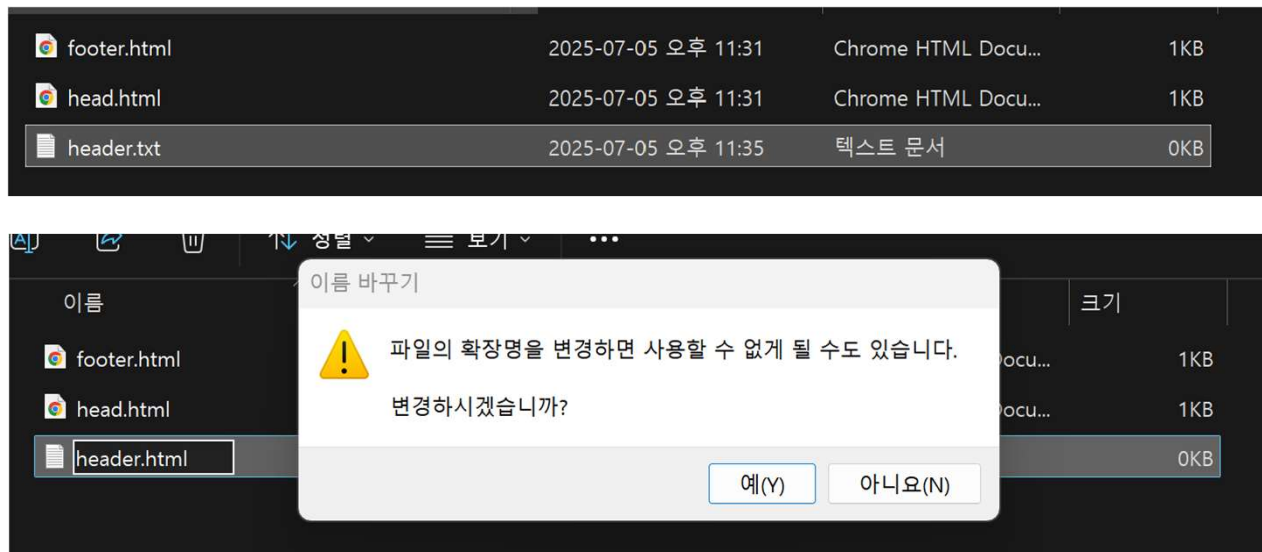 footer.html 2025-07-05 오후 11:31 Chrome HTML Docu... 1KB
head.html 2025-07-05 오후 11:31 Chrome HTML Docu... 1KB
header.txt 2025-07-05 오후 11:35 텍스트 문서 0KB
정렬 보기 ...
이름 바꾸기
이름 크기
파일의 확장명을 변경하면 사용할 수 없게 될 수도 있습니다.
footer.html ocu... 1KB
변경하시겠습니까?
head.html ocu... 1KB
header.html 0KB
예(Y) 아니요(N)